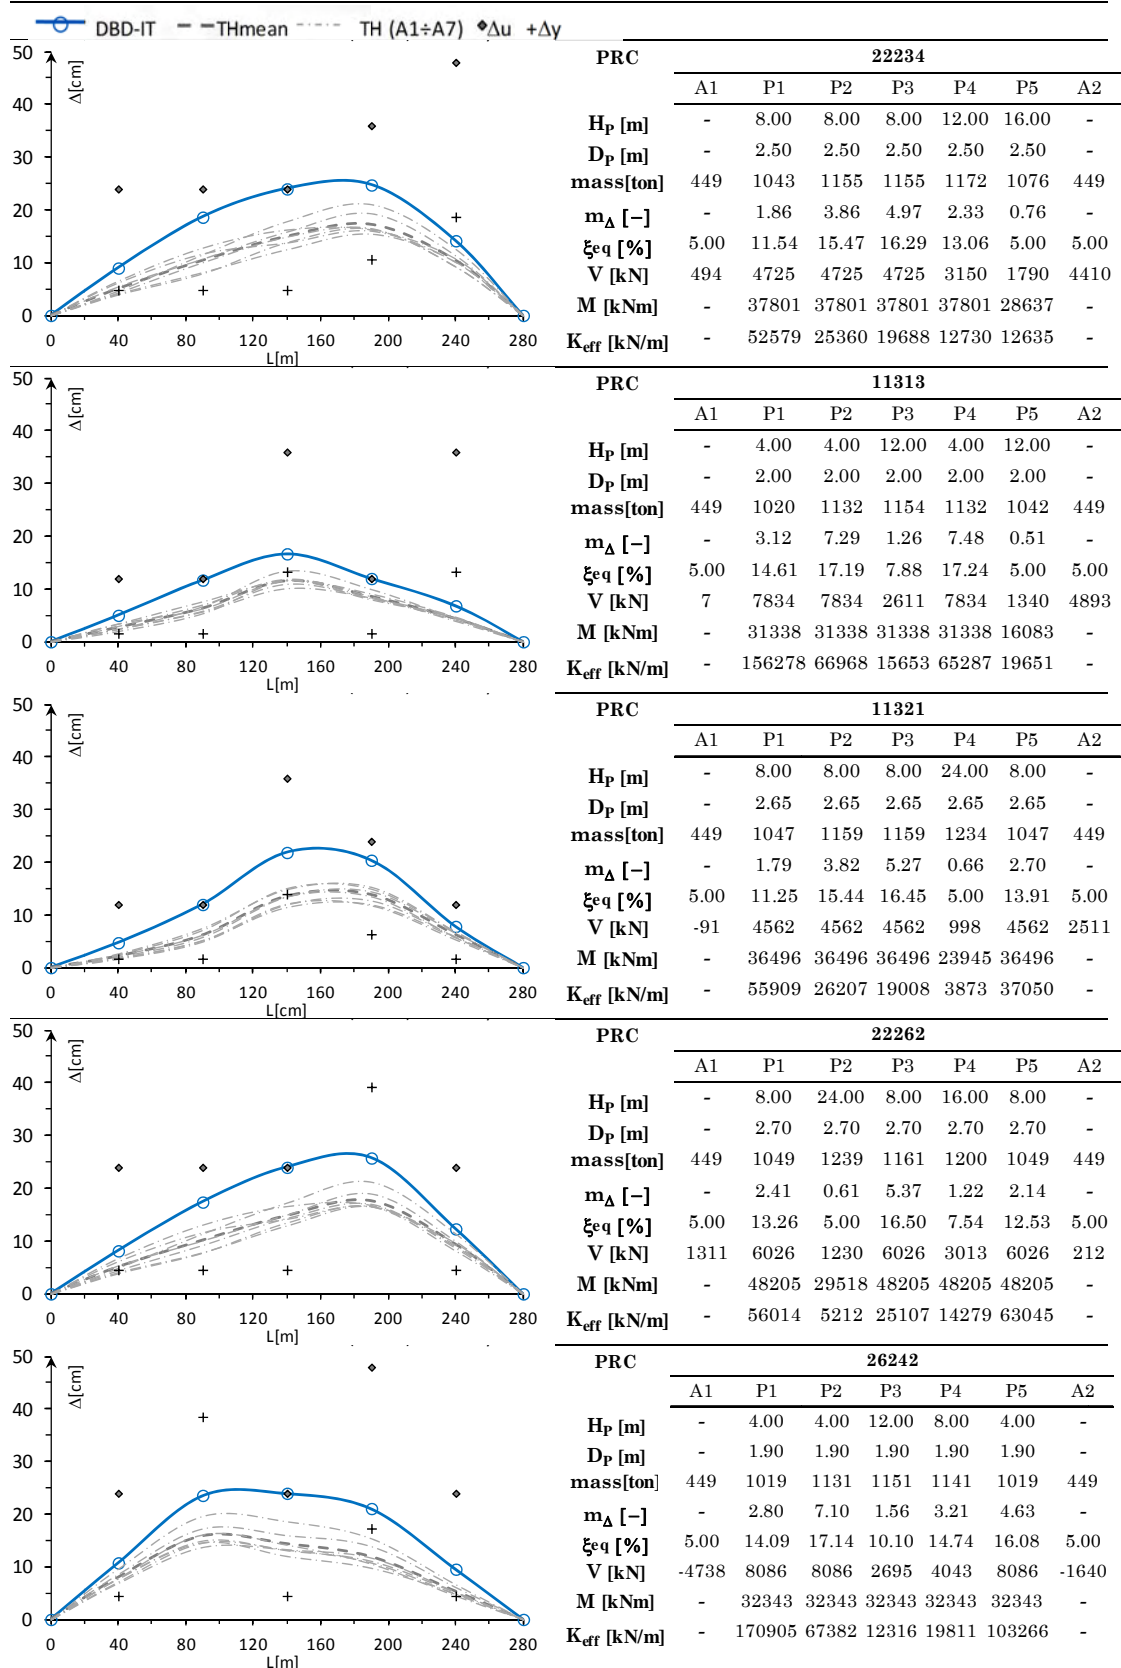 DBD-IT THmean TH (A1÷A7) Δu +Δy
50
40
30
20
10
0
Δ[cm]
0 40 80 120 160 200 240 280
L[m]
PRC 22234
A1 P1 P2 P3 P4 P5 A2
HP [m] - 8.00 8.00 8.00 12.00 16.00 -
DP [m] - 2.50 2.50 2.50 2.50 2.50 -
mass[ton] 449 1043 1155 1155 1172 1076 449
mΔ [–] - 1.86 3.86 4.97 2.33 0.76 -
ξeq [%] 5.00 11.54 15.47 16.29 13.06 5.00 5.00
V [kN] 494 4725 4725 4725 3150 1790 4410
M [kNm] - 37801 37801 37801 37801 28637 -
Keff [kN/m] - 52579 25360 19688 12730 12635 -
50
40
30
20
10
0
Δ[cm]
0 40 80 120 160 200 240 280
L[m]
PRC 11313
A1 P1 P2 P3 P4 P5 A2
HP [m] - 4.00 4.00 12.00 4.00 12.00 -
DP [m] - 2.00 2.00 2.00 2.00 2.00 -
mass[ton] 449 1020 1132 1154 1132 1042 449
mΔ [–] - 3.12 7.29 1.26 7.48 0.51 -
ξeq [%] 5.00 14.61 17.19 7.88 17.24 5.00 5.00
V [kN] 7 7834 7834 2611 7834 1340 4893
M [kNm] - 31338 31338 31338 31338 16083 -
Keff [kN/m] - 156278 66968 15653 65287 19651 -
50
40
30
20
10
0
Δ[cm]
0 40 80 120 160 200 240 280
L[cm]
PRC 11321
A1 P1 P2 P3 P4 P5 A2
HP [m] - 8.00 8.00 8.00 24.00 8.00 -
DP [m] - 2.65 2.65 2.65 2.65 2.65 -
mass[ton] 449 1047 1159 1159 1234 1047 449
mΔ [–] - 1.79 3.82 5.27 0.66 2.70 -
ξeq [%] 5.00 11.25 15.44 16.45 5.00 13.91 5.00
V [kN] -91 4562 4562 4562 998 4562 2511
M [kNm] - 36496 36496 36496 23945 36496 -
Keff [kN/m] - 55909 26207 19008 3873 37050 -
50
40
30
20
10
0
Δ[cm]
0 40 80 120 160 200 240 280
L[m]
PRC 22262
A1 P1 P2 P3 P4 P5 A2
HP [m] - 8.00 24.00 8.00 16.00 8.00 -
DP [m] - 2.70 2.70 2.70 2.70 2.70 -
mass[ton] 449 1049 1239 1161 1200 1049 449
mΔ [–] - 2.41 0.61 5.37 1.22 2.14 -
ξeq [%] 5.00 13.26 5.00 16.50 7.54 12.53 5.00
V [kN] 1311 6026 1230 6026 3013 6026 212
M [kNm] - 48205 29518 48205 48205 48205 -
Keff [kN/m] - 56014 5212 25107 14279 63045 -
50
40
30
20
10
0
Δ[cm]
0 40 80 120 160 200 240 280
L[m]
PRC 26242
A1 P1 P2 P3 P4 P5 A2
HP [m] - 4.00 4.00 12.00 8.00 4.00 -
DP [m] - 1.90 1.90 1.90 1.90 1.90 -
mass[ton] 449 1019 1131 1151 1141 1019 449
mΔ [–] - 2.80 7.10 1.56 3.21 4.63 -
ξeq [%] 5.00 14.09 17.14 10.10 14.74 16.08 5.00
V [kN] -4738 8086 8086 2695 4043 8086 -1640
M [kNm] - 32343 32343 32343 32343 32343 -
Keff [kN/m] - 170905 67382 12316 19811 103266 -